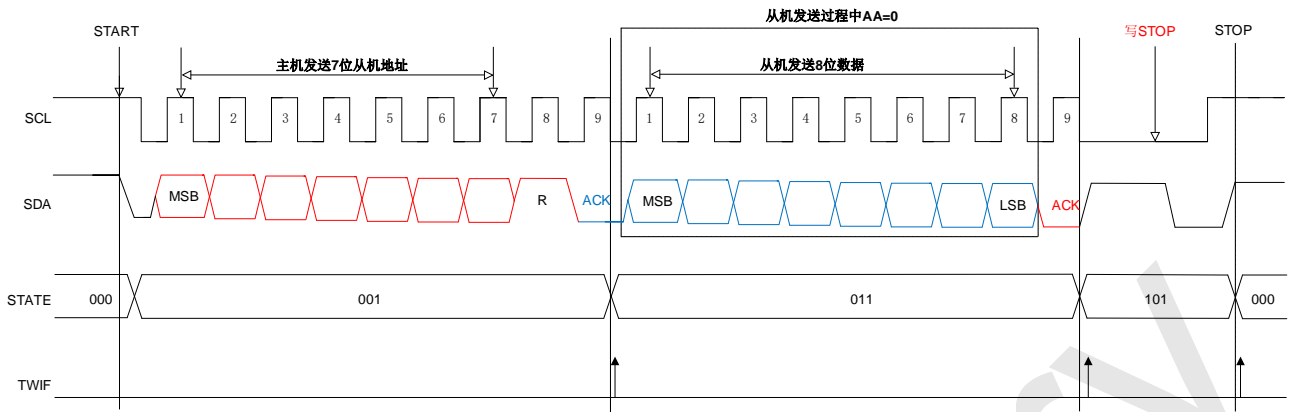 从机发送过程中AA=0
START
写STOP
STOP
主机发送7位从机地址
从机发送8位数据
SCL
1 2 3 4 5 6 7 8 9 1 2 3 4 5 6 7 8 9
SDA
MSB R ACK MSB LSB ACK
STATE 000 001 011 101 000
TWIF